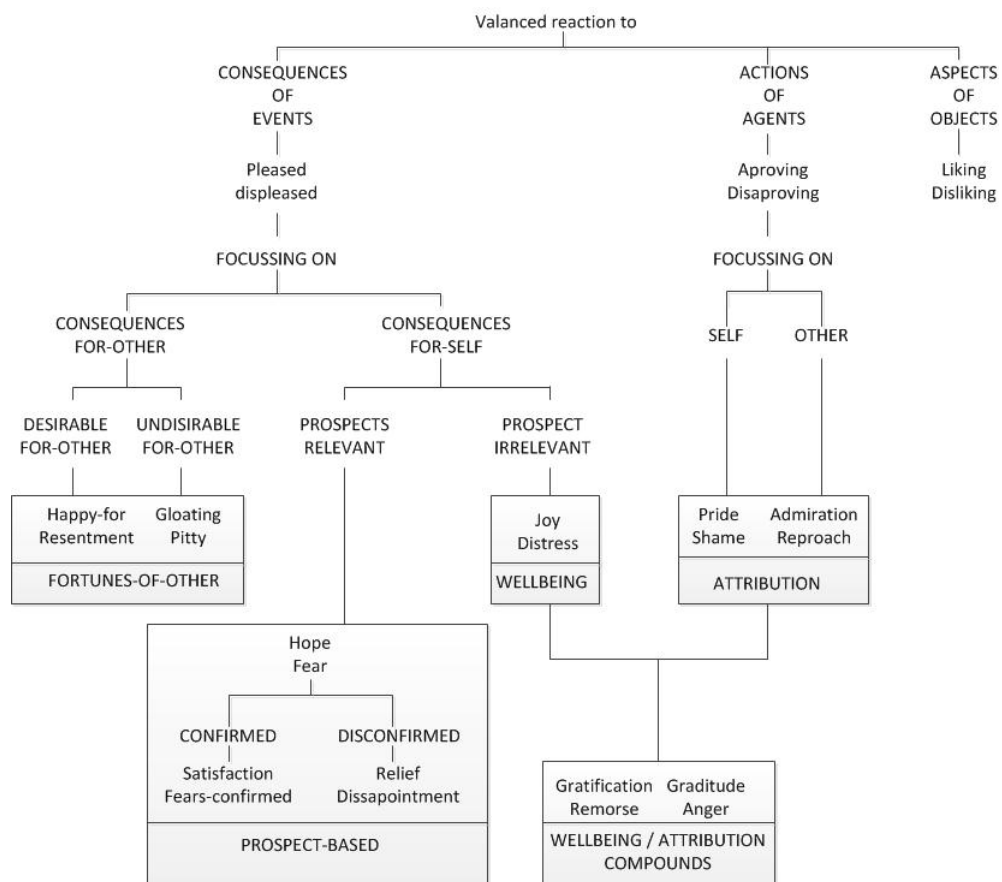 Valanced reaction to
CONSEQUENCES
OF
EVENTS
ACTIONS
OF
AGENTS
ASPECTS
OF
OBJECTS
Pleased
displeased
Aproving
Disaproving
Liking
Disliking
FOCUSSING ON
FOCUSSING ON
CONSEQUENCES
FOR-OTHER
CONSEQUENCES
FOR-SELF
SELF
OTHER
DESIRABLE
FOR-OTHER
UNDISIRABLE
FOR-OTHER
PROSPECTS
RELEVANT
PROSPECT
IRRELEVANT
Happy-for
Resentment
Gloating
Pitty
FORTUNES-OF-OTHER
Joy
Distress
WELLBEING
Pride
Shame
Admiration
Reproach
ATTRIBUTION
Hope
Fear
CONFIRMED
DISCONFIRMED
Satisfaction
Fears-confirmed
Relief
Dissapointment
PROSPECT-BASED
Gratification
Remorse
Graditude
Anger
WELLBEING / ATTRIBUTION
COMPOUNDS